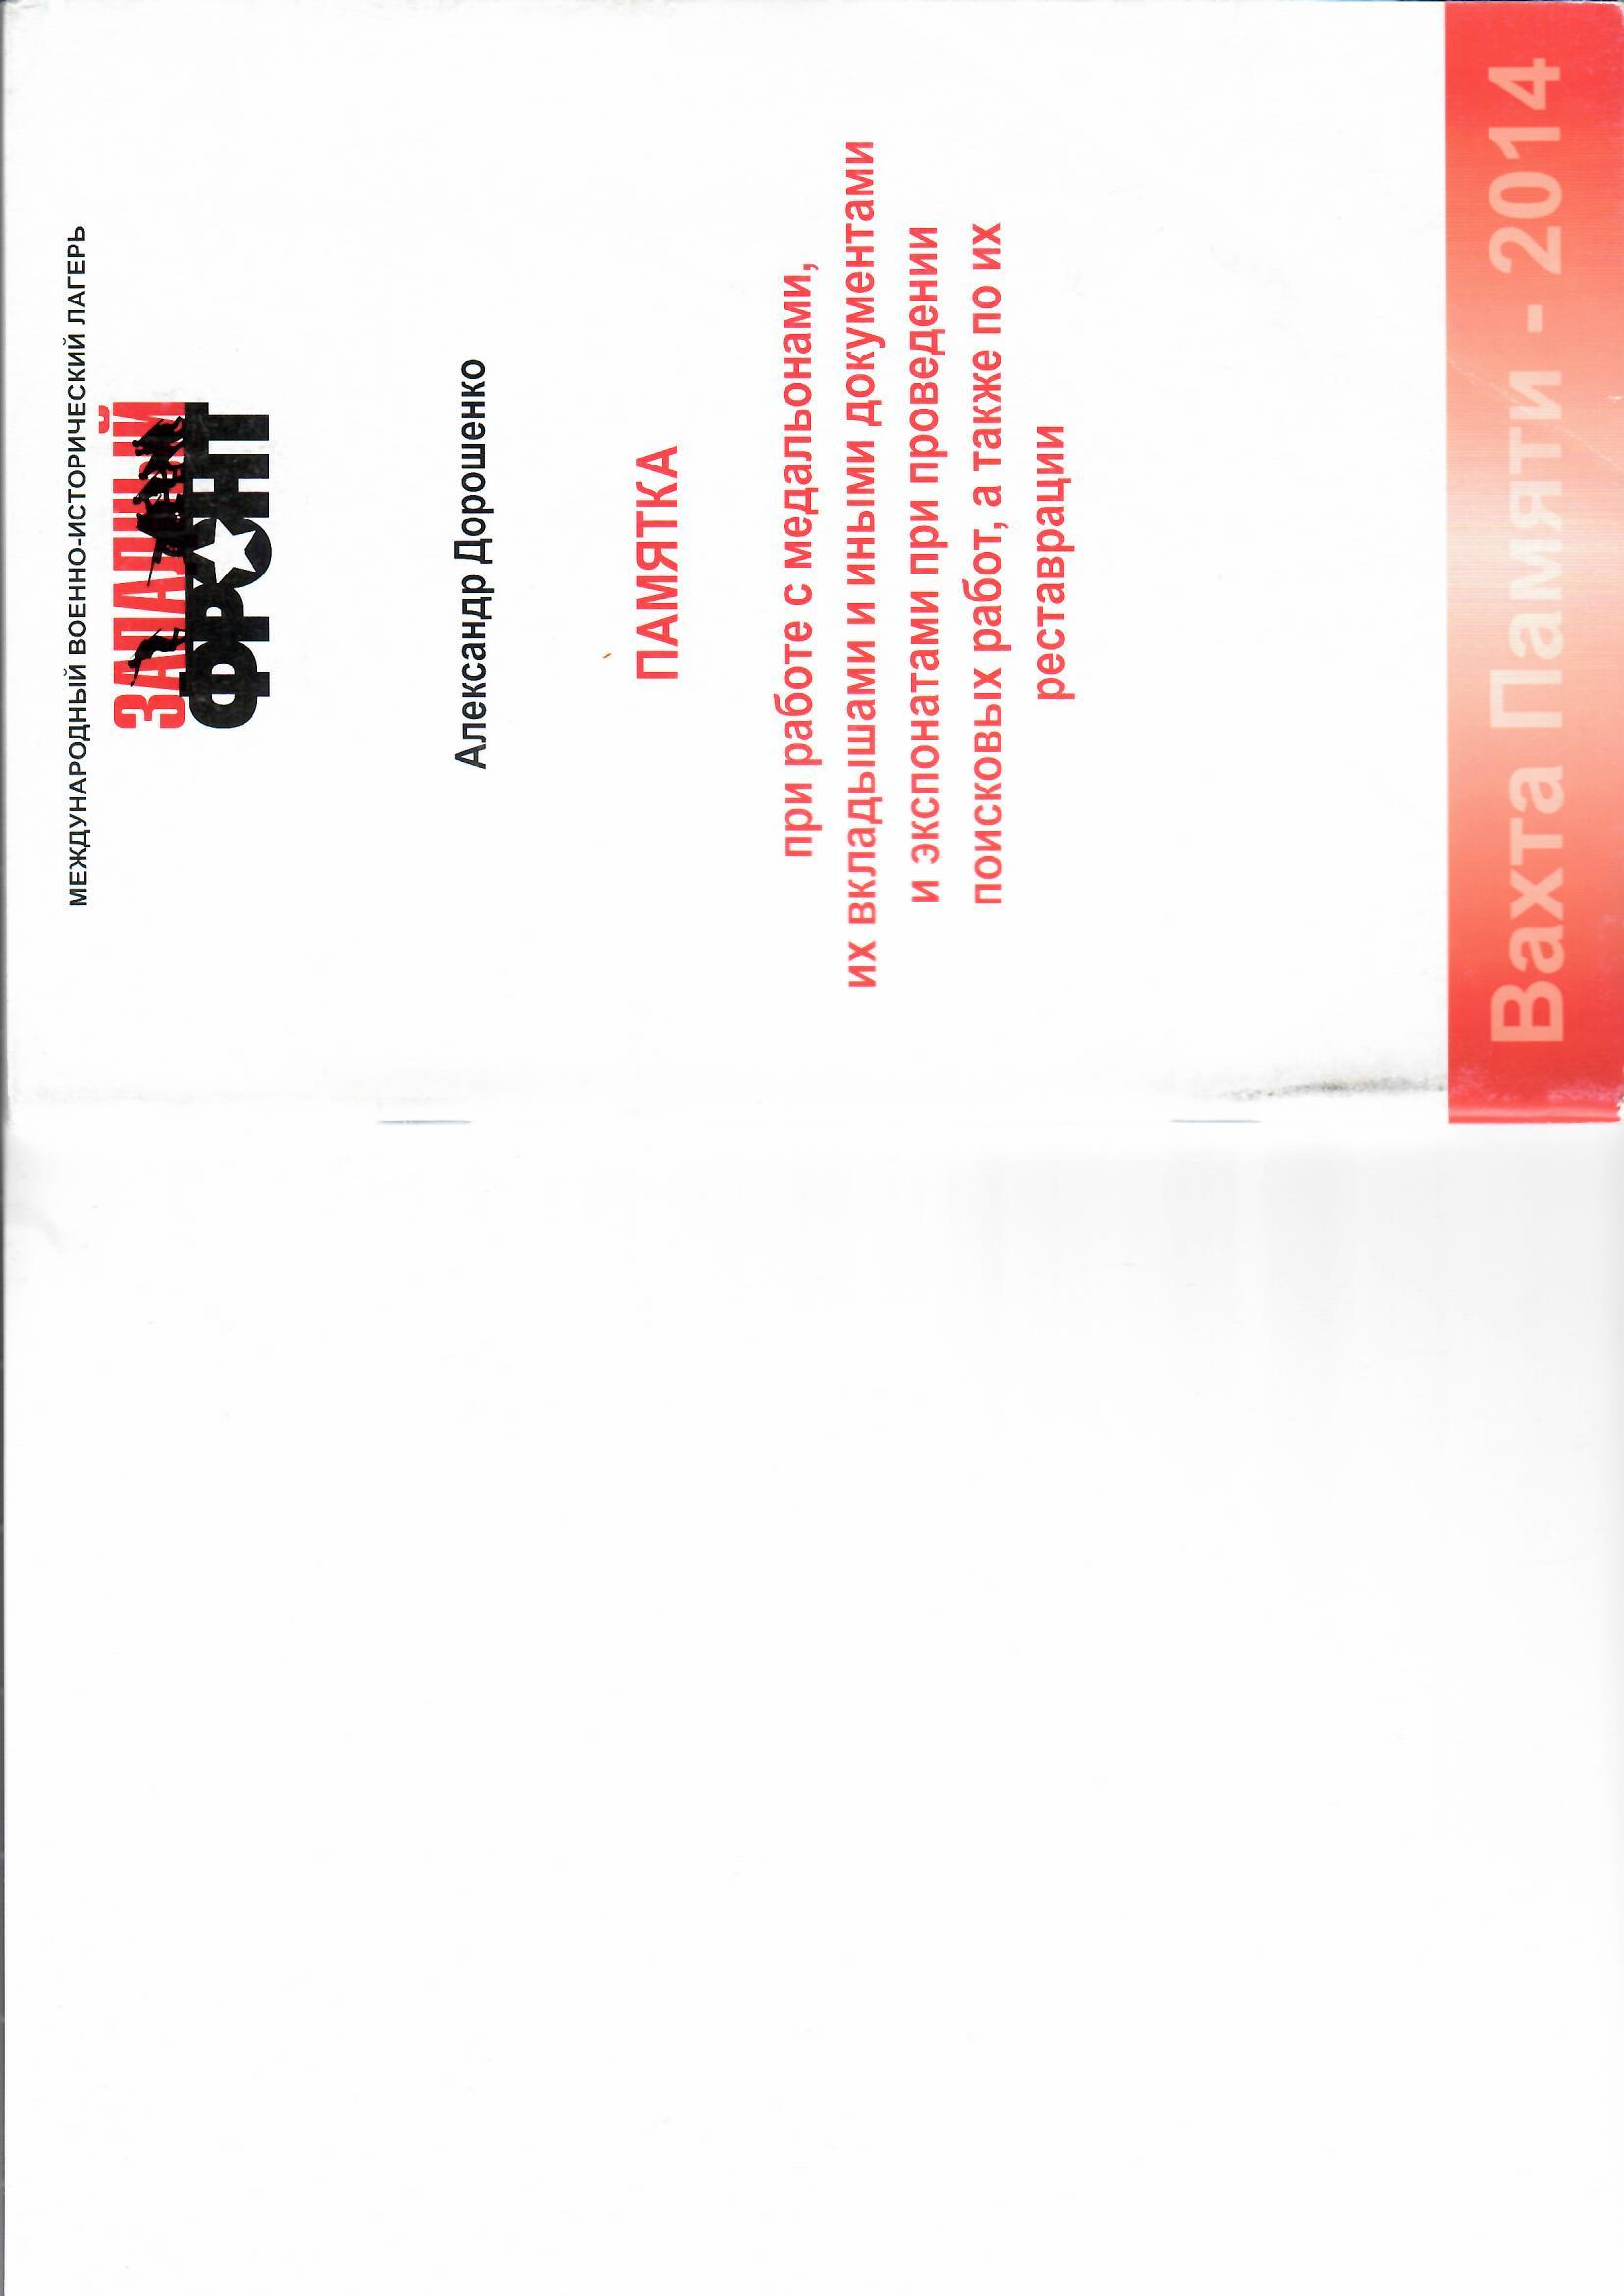 МЕЖДУНАРОДНЫЙ ВОЕННО-ИСТОРИЧЕСКИЙ ЛАГЕРЬ
ЗАПАДНЫЙ
ФРОНТ
Александр Дорошенко
ПАМЯТКА
при работе с медальонами,
их вкладышами и иными документами
и экспонатами при проведении
поисковых работ, а также по их
реставрации
Вахта Памяти - 2014